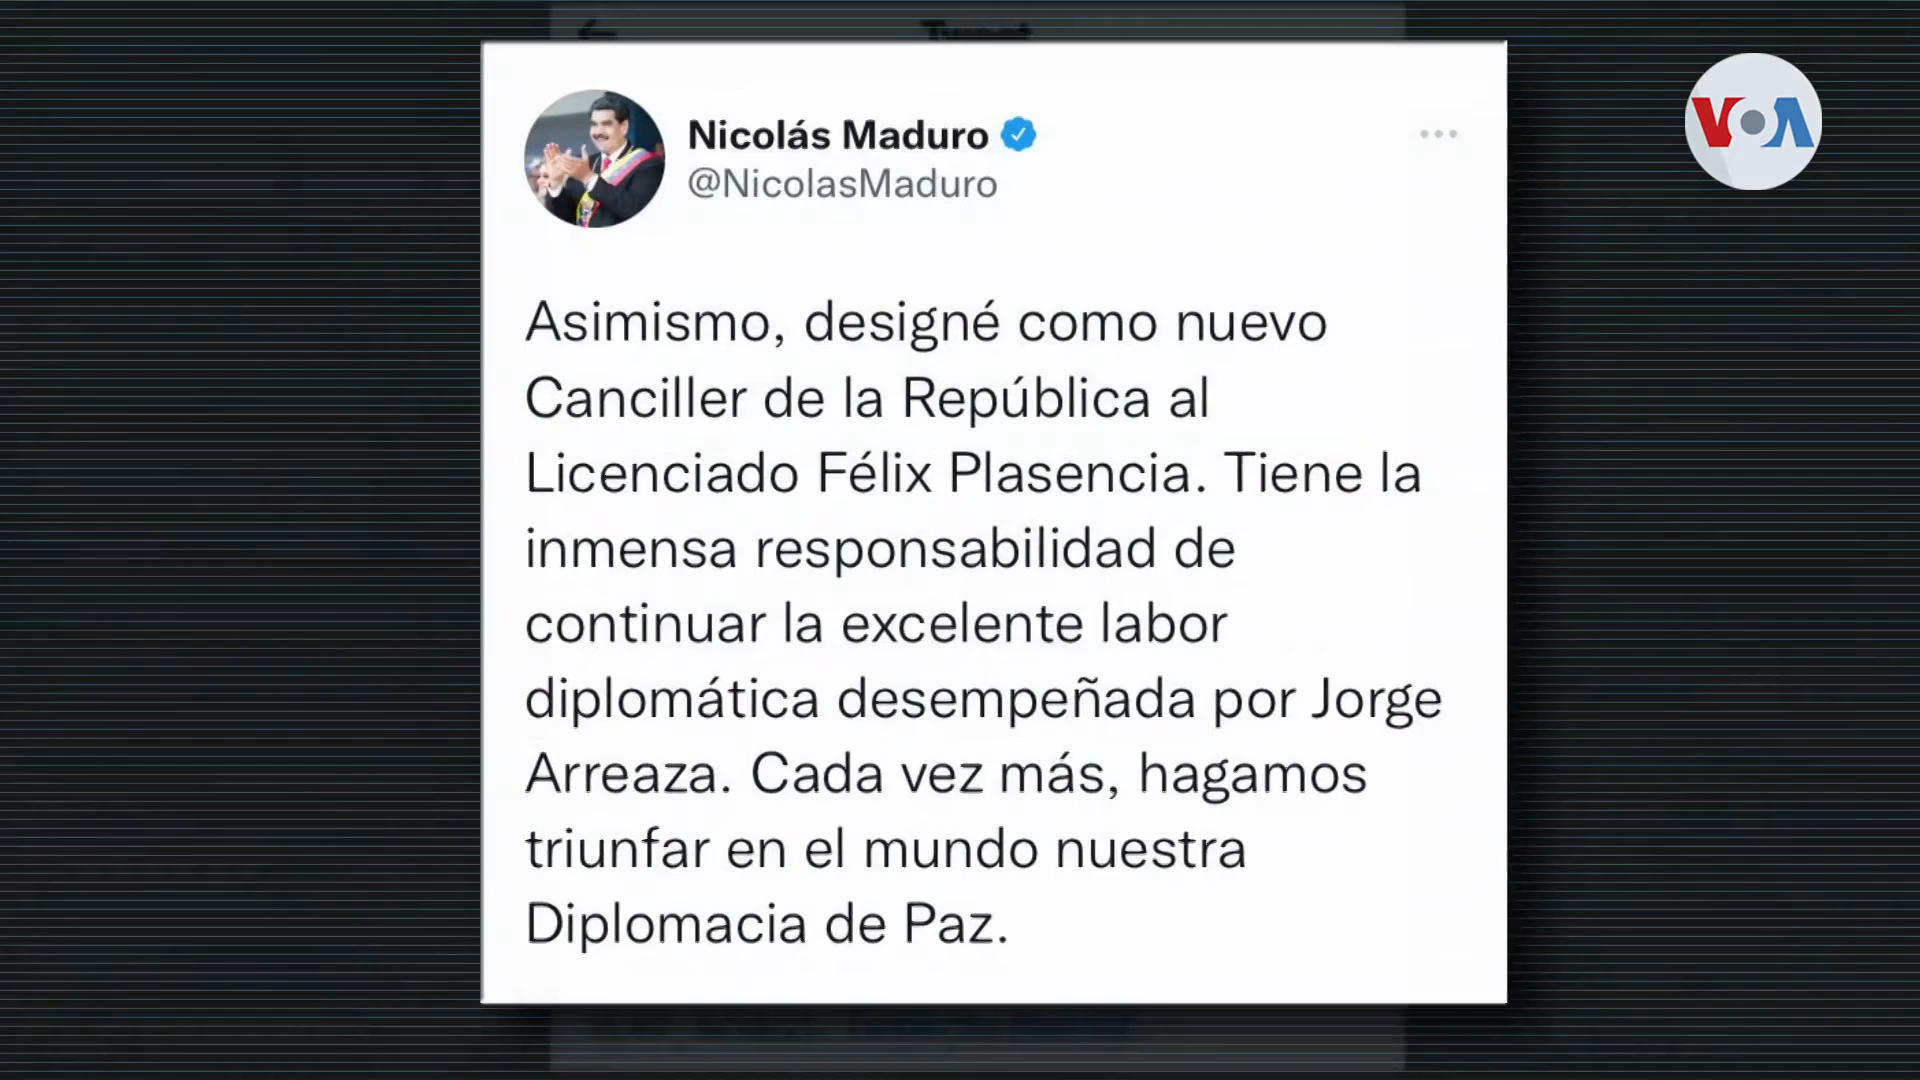 Tweet
VOA
Nicolás Maduro
@NicolasMaduro
Asimismo, designé como nuevo
Canciller de la República al
Licenciado Félix Plasencia. Tiene la
inmensa responsabilidad de
continuar la excelente labor
diplomática desempeñada por Jorge
Arreaza. Cada vez más, hagamos
triunfar en el mundo nuestra
Diplomacia de Paz.